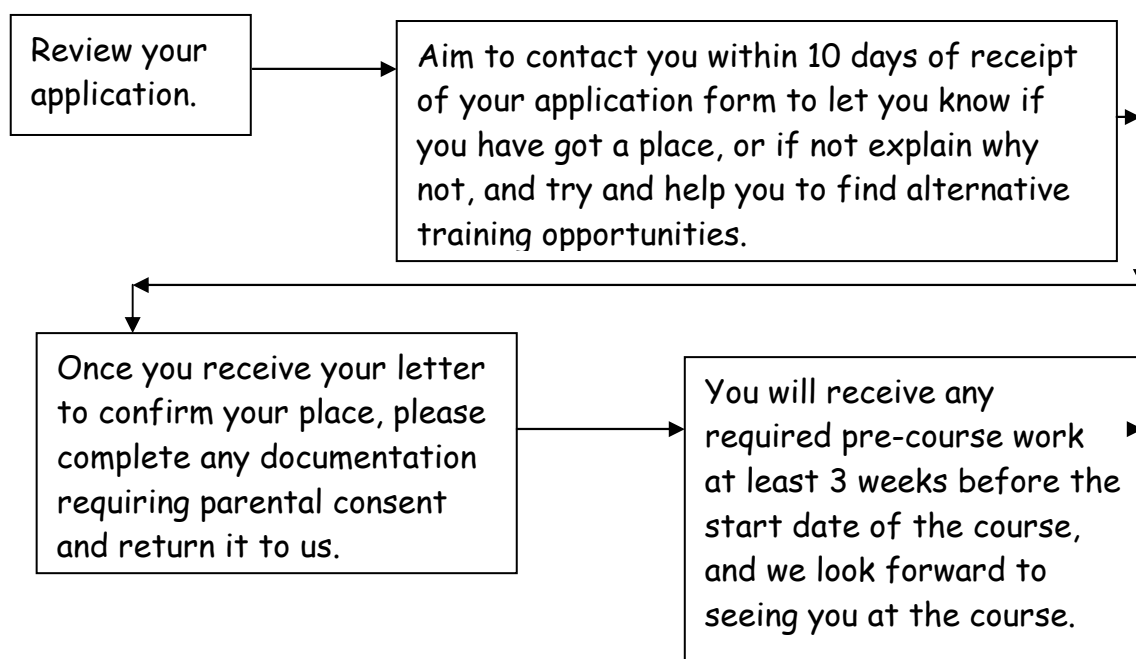 Review your
application.
Aim to contact you within 10 days of receipt
of your application form to let you know if
you have got a place, or if not explain why
not, and try and help you to find alternative
training opportunities.
Once you receive your letter
to confirm your place, please
complete any documentation
requiring parental consent
and return it to us.
You will receive any
required pre-course work
at least 3 weeks before the
start date of the course,
and we look forward to
seeing you at the course.